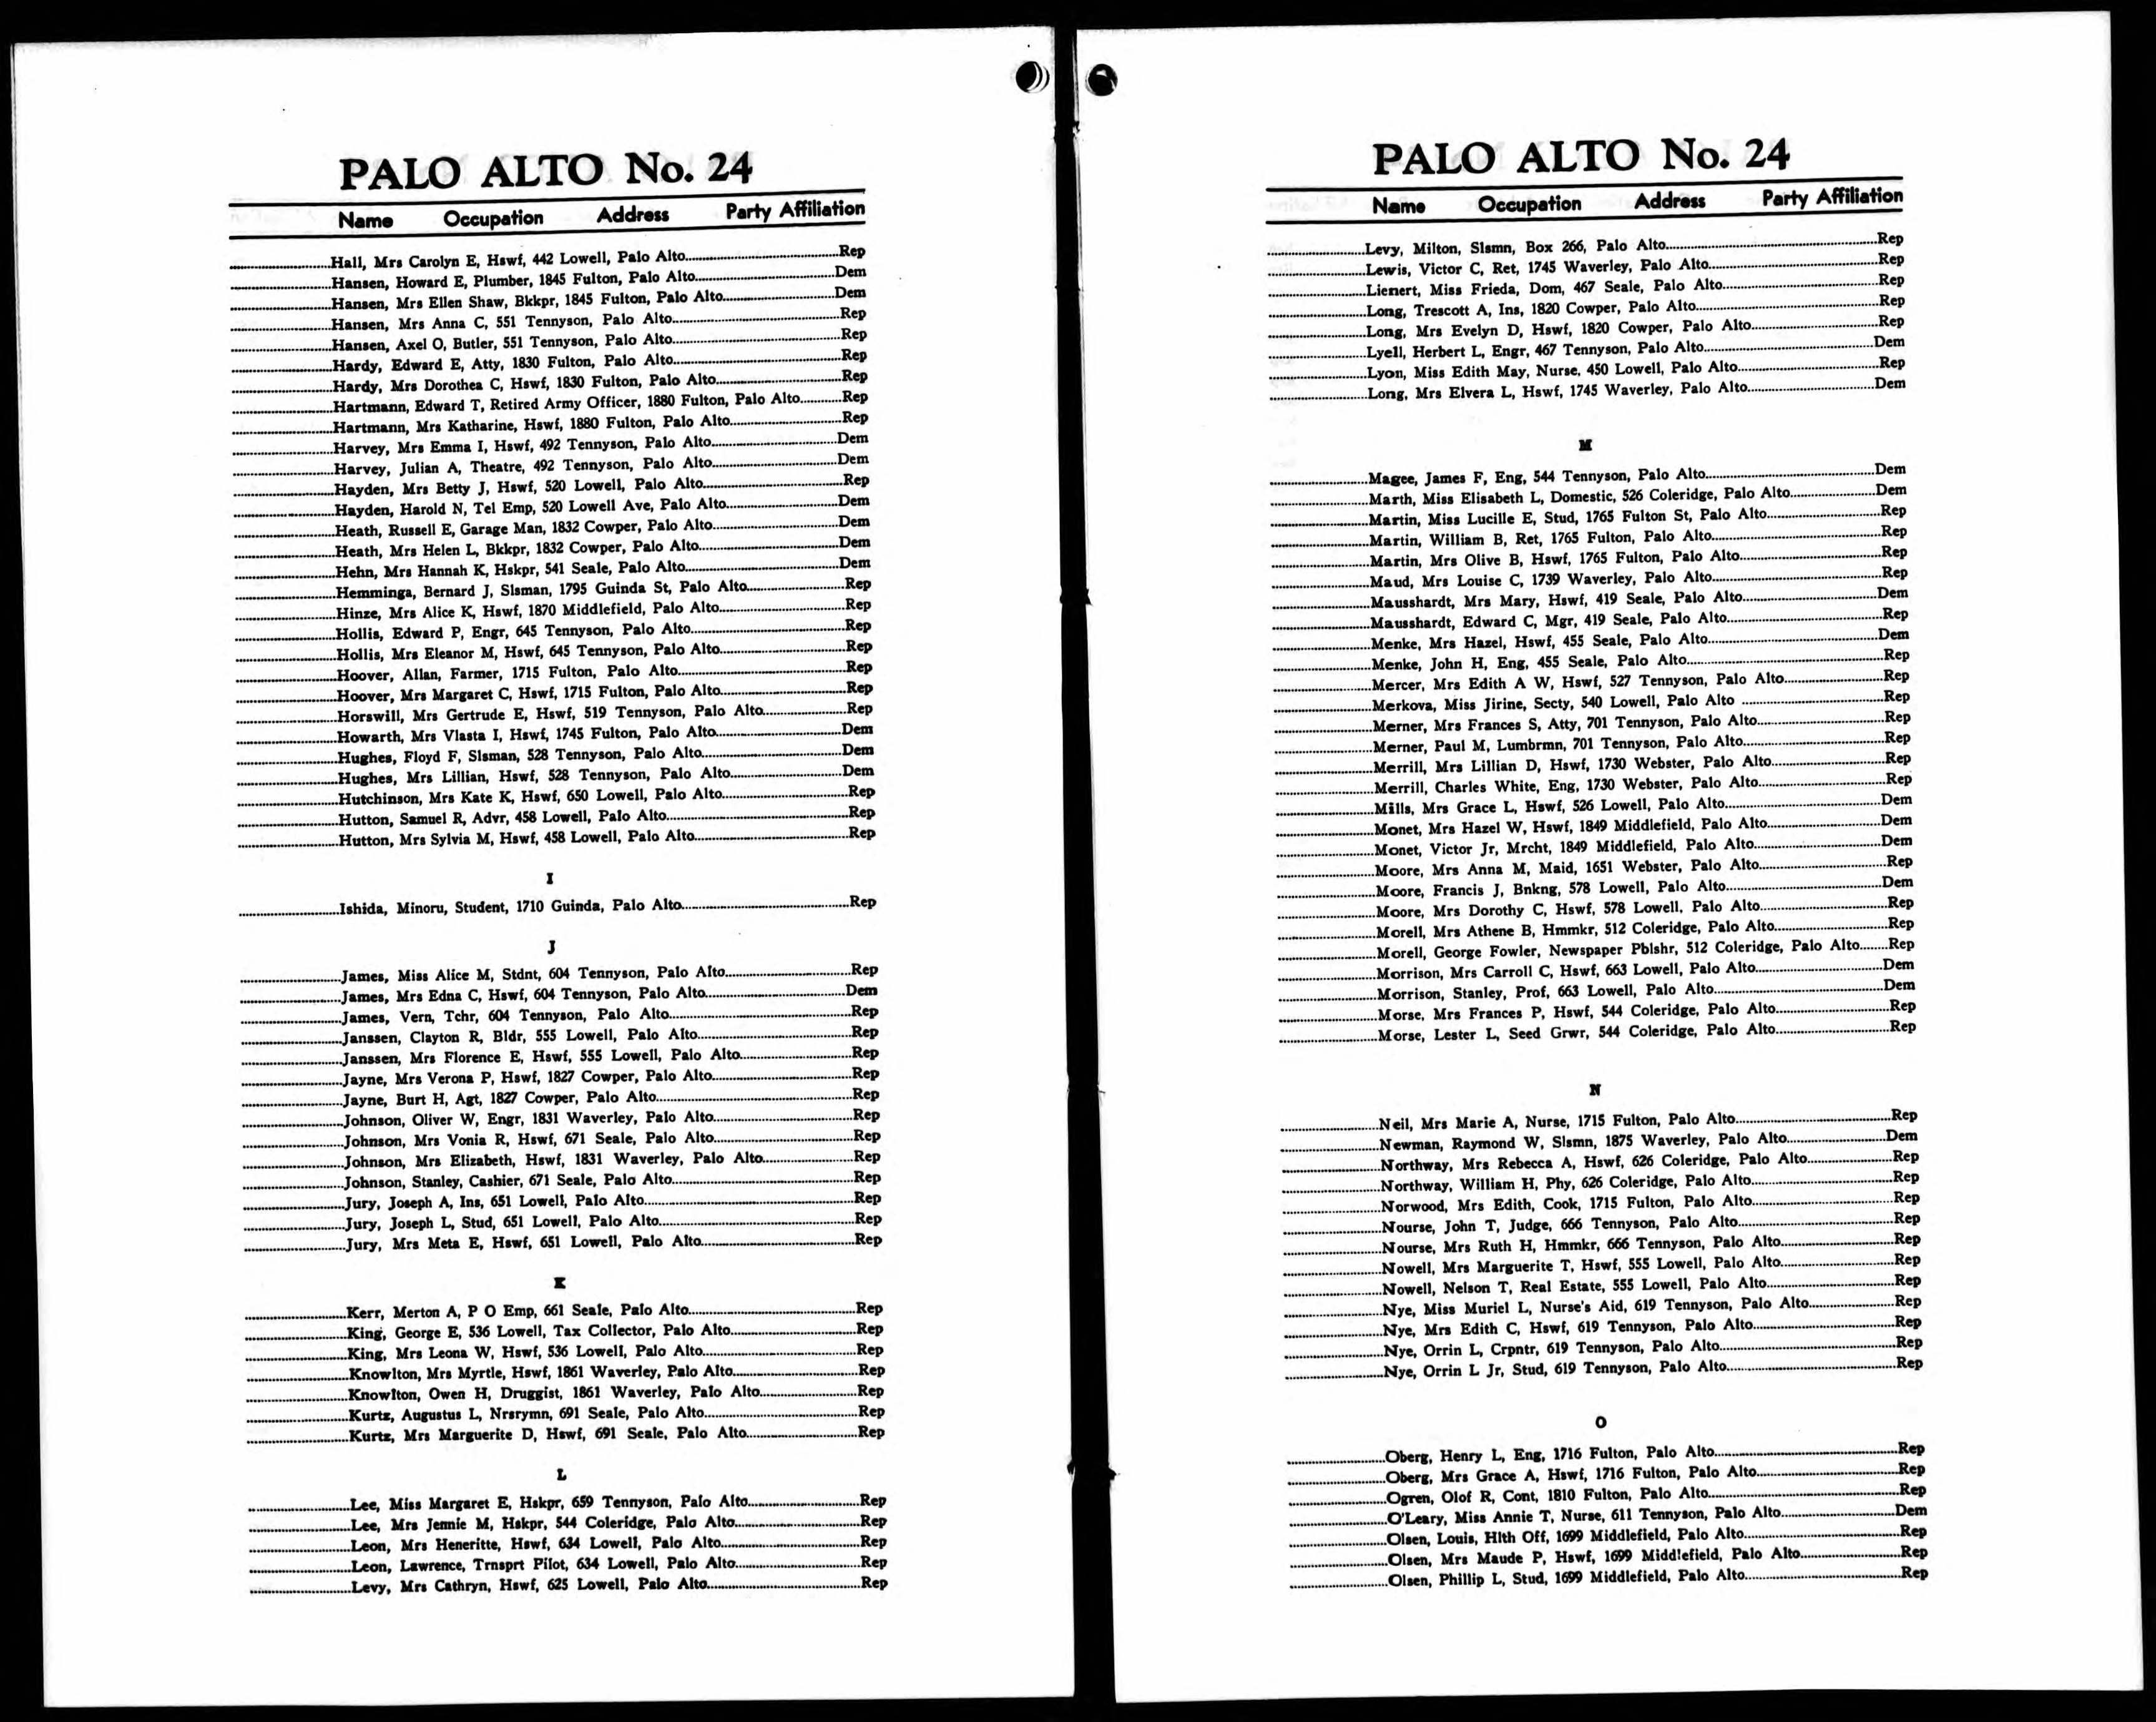 PALO ALTO No. 24
Name Occupation Address Party Affiliation
Hall, Mrs Carolyn E, Hswf, 442 Lowell, Palo Alto Rep
Hansen, Howard E, Plumber, 1845 Fulton, Palo Alto Dem
Hansen, Mrs Ellen Shaw, Bkkpr, 1845 Fulton, Palo Alto Dem
Hansen, Mrs Anna C, 551 Tennyson, Palo Alto Rep
Hansen, Axel O, Butler, 551 Tennyson, Palo Alto Rep
Hardy, Edward E, Atty, 1830 Fulton, Palo Alto Rep
Hardy, Mrs Dorothea C, Hswf, 1830 Fulton, Palo Alto Rep
Hartmann, Edward T, Retired Army Officer, 1880 Fulton, Palo Alto Rep
Hartmann, Mrs Katharine, Hswf, 1880 Fulton, Palo Alto Rep
Harvey, Mrs Emma I, Hswf, 492 Tennyson, Palo Alto Dem
Harvey, Julian A, Theatre, 492 Tennyson, Palo Alto Dem
Hayden, Mrs Betty J, Hswf, 520 Lowell, Palo Alto Rep
Hayden, Harold N, Tel Emp, 520 Lowell Ave, Palo Alto Dem
Heath, Russell E, Garage Man, 1832 Cowper, Palo Alto Dem
Heath, Mrs Helen L, Bkkpr, 1832 Cowper, Palo Alto Dem
Hehn, Mrs Hannah K, Hskpr, 541 Seale, Palo Alto Dem
Hemminga, Bernard J, Slsman, 1795 Guinda St, Palo Alto Rep
Hinze, Mrs Alice K, Hswf, 1870 Middlefield, Palo Alto Rep
Hollis, Edward P, Engr, 645 Tennyson, Palo Alto Rep
Hollis, Mrs Eleanor M, Hswf, 645 Tennyson, Palo Alto Rep
Hoover, Allan, Farmer, 1715 Fulton, Palo Alto Rep
Hoover, Mrs Margaret C, Hswf, 1715 Fulton, Palo Alto Rep
Horswill, Mrs Gertrude E, Hswf, 519 Tennyson, Palo Alto Rep
Howarth, Mrs Vlasta I, Hswf, 1745 Fulton, Palo Alto Dem
Hughes, Floyd F, Slsman, 528 Tennyson, Palo Alto Dem
Hughes, Mrs Lillian, Hswf, 528 Tennyson, Palo Alto Dem
Hutchinson, Mrs Kate K, Hswf, 650 Lowell, Palo Alto Rep
Hutton, Samuel R, Advr, 458 Lowell, Palo Alto Rep
Hutton, Mrs Sylvia M, Hswf, 458 Lowell, Palo Alto Rep
I
Ishida, Minoru, Student, 1710 Guinda, Palo Alto Rep
J
James, Miss Alice M, Stdnt, 604 Tennyson, Palo Alto Rep
James, Mrs Edna C, Hswf, 604 Tennyson, Palo Alto Dem
James, Vern, Tchr, 604 Tennyson, Palo Alto Rep
Janssen, Clayton R, Bldr, 555 Lowell, Palo Alto Rep
Janssen, Mrs Florence E, Hswf, 555 Lowell, Palo Alto Rep
Jayne, Mrs Verona P, Hswf, 1827 Cowper, Palo Alto Rep
Jayne, Burt H, Agt, 1827 Cowper, Palo Alto Rep
Johnson, Oliver W, Engr, 1831 Waverley, Palo Alto Rep
Johnson, Mrs Vonia R, Hswf, 671 Seale, Palo Alto Rep
Johnson, Mrs Elizabeth, Hswf, 1831 Waverley, Palo Alto Rep
Johnson, Stanley, Cashier, 671 Seale, Palo Alto Rep
Jury, Joseph A, Ins, 651 Lowell, Palo Alto Rep
Jury, Joseph L, Stud, 651 Lowell, Palo Alto Rep
Jury, Mrs Meta E, Hswf, 651 Lowell, Palo Alto Rep
K
Kerr, Merton A, P O Emp, 661 Seale, Palo Alto Rep
King, George E, 536 Lowell, Tax Collector, Palo Alto Rep
King, Mrs Leona W, Hswf, 536 Lowell, Palo Alto Rep
Knowlton, Mrs Myrtle, Hswf, 1861 Waverley, Palo Alto Rep
Knowlton, Owen H, Druggist, 1861 Waverley, Palo Alto Rep
Kurtz, Augustus L, Nrsrymn, 691 Seale, Palo Alto Rep
Kurtz, Mrs Marguerite D, Hswf, 691 Seale, Palo Alto Rep
L
Lee, Miss Margaret E, Hskpr, 659 Tennyson, Palo Alto Rep
Lee, Mrs Jennie M, Hskpr, 544 Coleridge, Palo Alto Rep
Leon, Mrs Heneritte, Hswf, 634 Lowell, Palo Alto Rep
Leon, Lawrence, Trnsprt Pilot, 634 Lowell, Palo Alto Rep
Levy, Mrs Cathryn, Hswf, 625 Lowell, Palo Alto Rep
PALO ALTO No. 24
Name Occupation Address Party Affiliation
Levy, Milton, Slsmn, Box 266, Palo Alto Rep
Lewis, Victor C, Ret, 1745 Waverley, Palo Alto Rep
Lienert, Miss Frieda, Dom, 467 Seale, Palo Alto Rep
Long, Trescott A, Ins, 1820 Cowper, Palo Alto Rep
Long, Mrs Evelyn D, Hswf, 1820 Cowper, Palo Alto Rep
Lyell, Herbert L, Engr, 467 Tennyson, Palo Alto Dem
Lyon, Miss Edith May, Nurse, 450 Lowell, Palo Alto Rep
Long, Mrs Elvera L, Hswf, 1745 Waverley, Palo Alto Dem
M
Magee, James F, Eng, 544 Tennyson, Palo Alto Dem
Marth, Miss Elisabeth L, Domestic, 526 Coleridge, Palo Alto Dem
Martin, Miss Lucille E, Stud, 1765 Fulton St, Palo Alto Rep
Martin, William B, Ret, 1765 Fulton, Palo Alto Rep
Martin, Mrs Olive B, Hswf, 1765 Fulton, Palo Alto Rep
Maud, Mrs Louise C, 1739 Waverley, Palo Alto Rep
Mausshardt, Mrs Mary, Hswf, 419 Seale, Palo Alto Dem
Mausshardt, Edward C, Mgr, 419 Seale, Palo Alto Rep
Menke, Mrs Hazel, Hswf, 455 Seale, Palo Alto Dem
Menke, John H, Eng, 455 Seale, Palo Alto Rep
Mercer, Mrs Edith A W, Hswf, 527 Tennyson, Palo Alto Rep
Merkova, Miss Jirine, Secty, 540 Lowell, Palo Alto Rep
Merner, Mrs Frances S, Atty, 701 Tennyson, Palo Alto Rep
Merner, Paul M, Lumbrmn, 701 Tennyson, Palo Alto Rep
Merrill, Mrs Lillian D, Hswf, 1730 Webster, Palo Alto Rep
Merrill, Charles White, Eng, 1730 Webster, Palo Alto Rep
Mills, Mrs Grace L, Hswf, 526 Lowell, Palo Alto Dem
Monet, Mrs Hazel W, Hswf, 1849 Middlefield, Palo Alto Dem
Monet, Victor Jr, Mrcht, 1849 Middlefield, Palo Alto Dem
Moore, Mrs Anna M, Maid, 1651 Webster, Palo Alto Rep
Moore, Francis J, Bnkng, 578 Lowell, Palo Alto Dem
Moore, Mrs Dorothy C, Hswf, 578 Lowell, Palo Alto Rep
Morell, Mrs Athene B, Hmmkr, 512 Coleridge, Palo Alto Rep
Morell, George Fowler, Newspaper Pblshr, 512 Coleridge, Palo Alto Rep
Morrison, Mrs Carroll C, Hswf, 663 Lowell, Palo Alto Dem
Morrison, Stanley, Prof, 663 Lowell, Palo Alto Dem
Morse, Mrs Frances P, Hswf, 544 Coleridge, Palo Alto Rep
Morse, Lester L, Seed Grwr, 544 Coleridge, Palo Alto Rep
N
Neil, Mrs Marie A, Nurse, 1715 Fulton, Palo Alto Rep
Newman, Raymond W, Slsmn, 1875 Waverley, Palo Alto Dem
Northway, Mrs Rebecca A, Hswf, 626 Coleridge, Palo Alto Rep
Northway, William H, Phy, 626 Coleridge, Palo Alto Rep
Norwood, Mrs Edith, Cook, 1715 Fulton, Palo Alto Rep
Nourse, John T, Judge, 666 Tennyson, Palo Alto Rep
Nourse, Mrs Ruth H, Hmmkr, 666 Tennyson, Palo Alto Rep
Nowell, Mrs Marguerite T, Hswf, 555 Lowell, Palo Alto Rep
Nowell, Nelson T, Real Estate, 555 Lowell, Palo Alto Rep
Nye, Miss Muriel L, Nurse's Aid, 619 Tennyson, Palo Alto Rep
Nye, Mrs Edith C, Hswf, 619 Tennyson, Palo Alto Rep
Nye, Orrin L, Crpntr, 619 Tennyson, Palo Alto Rep
Nye, Orrin L Jr, Stud, 619 Tennyson, Palo Alto Rep
O
Oberg, Henry L, Eng, 1716 Fulton, Palo Alto Rep
Oberg, Mrs Grace A, Hswf, 1716 Fulton, Palo Alto Rep
Ogren, Olof R, Cont, 1810 Fulton, Palo Alto Rep
O'Leary, Miss Annie T, Nurse, 611 Tennyson, Palo Alto Dem
Olsen, Louis, Hlth Off, 1699 Middlefield, Palo Alto Rep
Olsen, Mrs Maude P, Hswf, 1699 Middlefield, Palo Alto Rep
Olsen, Phillip L, Stud, 1699 Middlefield, Palo Alto Rep